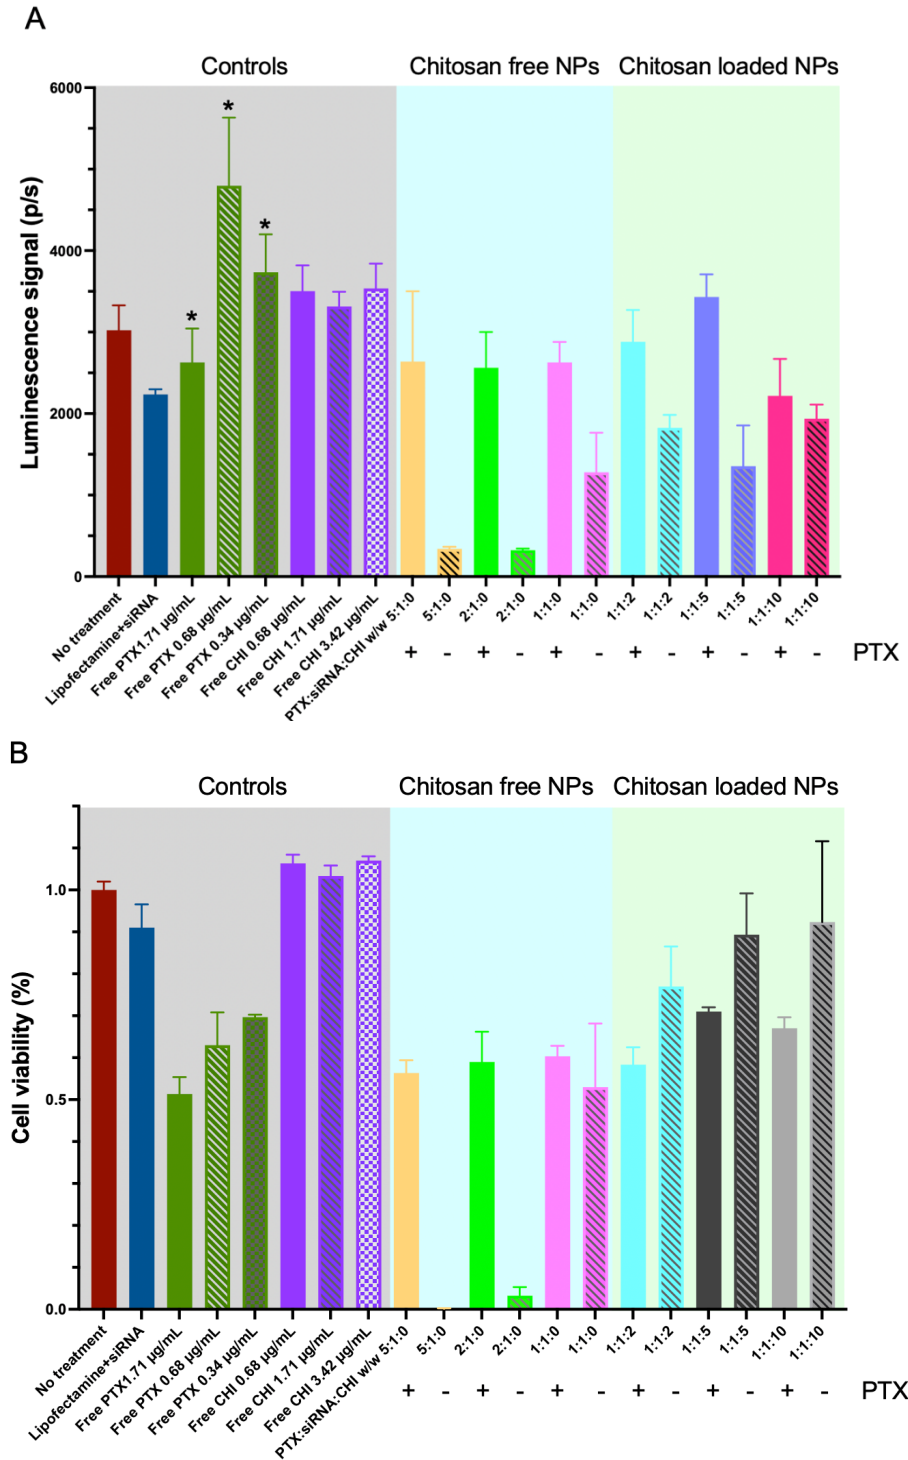 A
Controls
Chitosan free NPs
Chitosan loaded NPs
Luminescence signal (p/s)
6000
4000
2000
0
*
*
*
No treatment
Lipofectamine+siRNA
Free PTX1.71 µg/mL
Free PTX 0.68 µg/mL
Free PTX 0.34 µg/mL
Free CHI 0.68 µg/mL
Free CHI 1.71 µg/mL
Free CHI 3.42 µg/mL
PTX:siRNA:CHI w/w 5:1:0
5:1:0
2:1:0
2:1:0
1:1:0
1:1:0
1:1:2
1:1:2
1:1:5
1:1:5
1:1:10
1:1:10
+ - + - + - + - + - + - PTX
B
Controls
Chitosan free NPs
Chitosan loaded NPs
Cell viability (%)
1.0
0.5
0.0
No treatment
Lipofectamine+siRNA
Free PTX1.71 µg/mL
Free PTX 0.68 µg/mL
Free PTX 0.34 µg/mL
Free CHI 0.68 µg/mL
Free CHI 1.71 µg/mL
Free CHI 3.42 µg/mL
PTX:siRNA:CHI w/w 5:1:0
5:1:0
2:1:0
2:1:0
1:1:0
1:1:0
1:1:2
1:1:2
1:1:5
1:1:5
1:1:10
1:1:10
+ - + - + - + - + - + - PTX